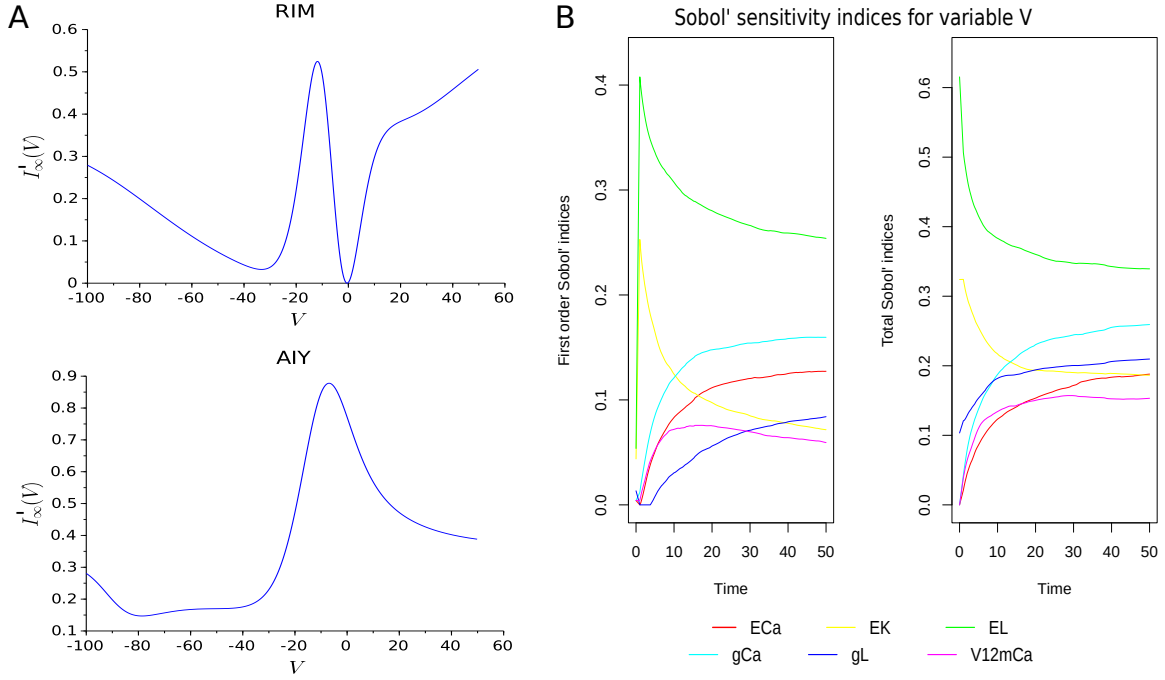 A
RIM
I'∞(V)
0.6
0.5
0.4
0.3
0.2
0.1
0
-100 -80 -60 -40 -20 0 20 40 60
V
AIY
I'∞(V)
0.9
0.8
0.7
0.6
0.5
0.4
0.3
0.2
0.1
-100 -80 -60 -40 -20 0 20 40 60
V
B
Sobol' sensitivity indices for variable V
First order Sobol' indices
0.4
0.3
0.2
0.1
0.0
0 10 20 30 40 50
Time
Total Sobol' indices
0.6
0.5
0.4
0.3
0.2
0.1
0.0
0 10 20 30 40 50
Time
ECa EK EL
gCa gL V12mCa